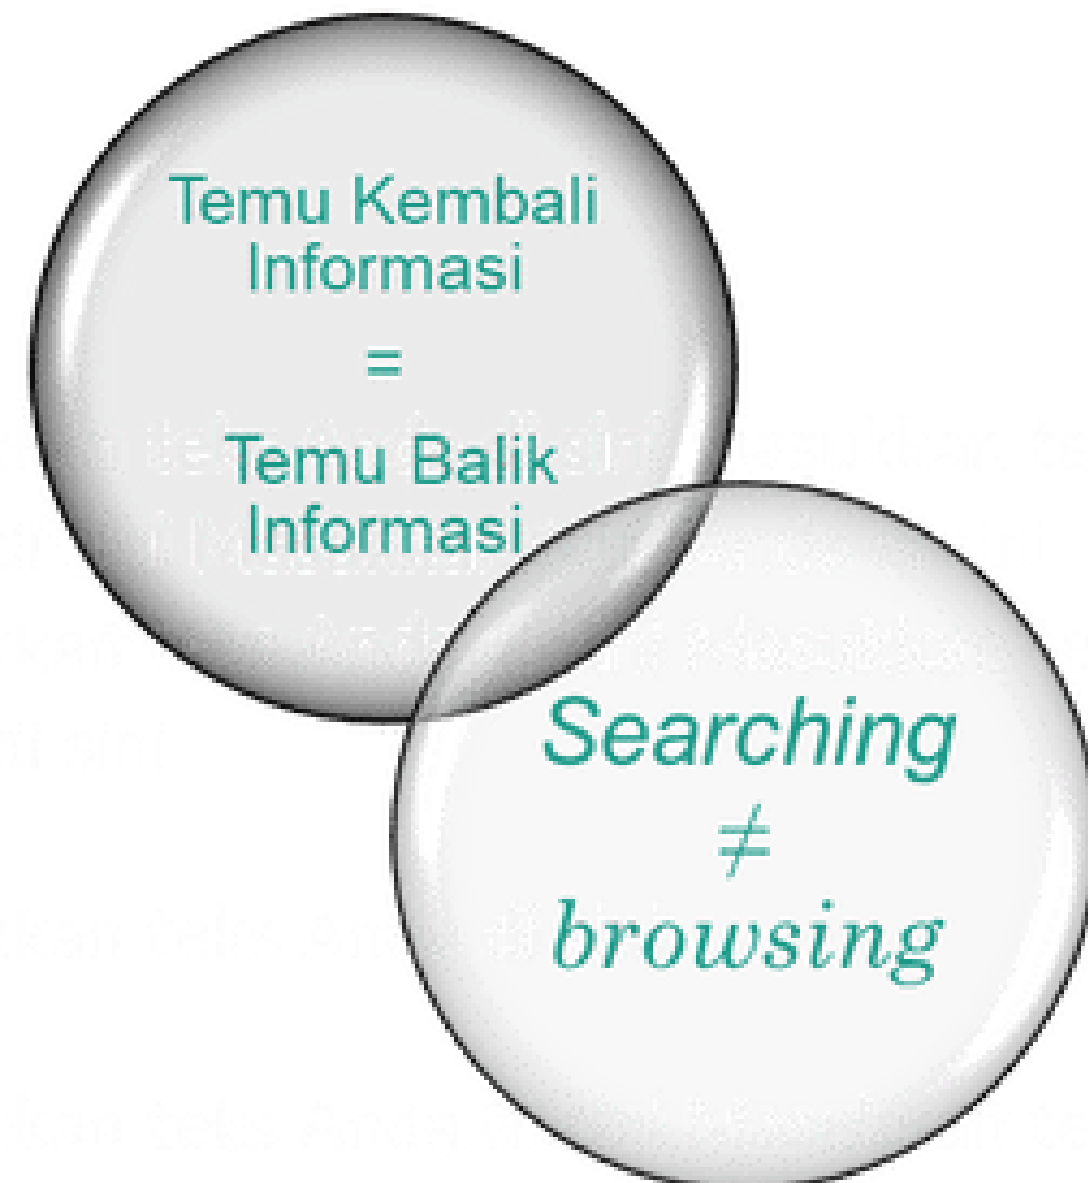 Temu Kembali
Informasi
=
Temu Balik
Informasi
Searching
≠
browsing